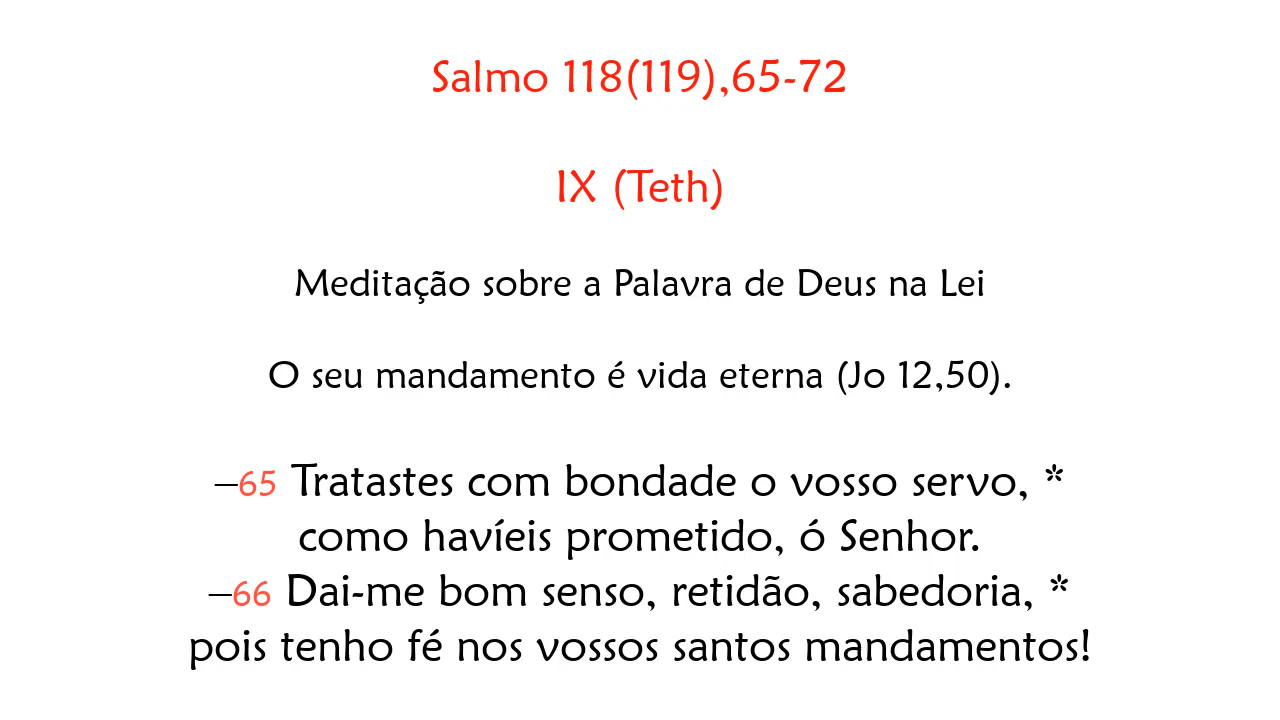 Salmo 118(119),65-72
IX (Teth)
Meditação sobre a Palavra de Deus na Lei
O seu mandamento é vida eterna (Jo 12,50).
–65 Tratastes com bondade o vosso servo, *
como havíeis prometido, ó Senhor.
–66 Dai-me bom senso, retidão, sabedoria, *
pois tenho fé nos vossos santos mandamentos!